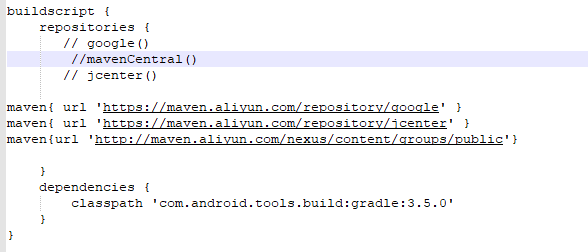 buildscript {
    repositories {
       // google()
        //mavenCentral()
       // jcenter()

maven{ url 'https://maven.aliyun.com/repository/google' }
maven{ url 'https://maven.aliyun.com/repository/jcenter' }
maven{url 'http://maven.aliyun.com/nexus/content/groups/public'}

    }
    dependencies {
        classpath 'com.android.tools.build:gradle:3.5.0'
    }
}